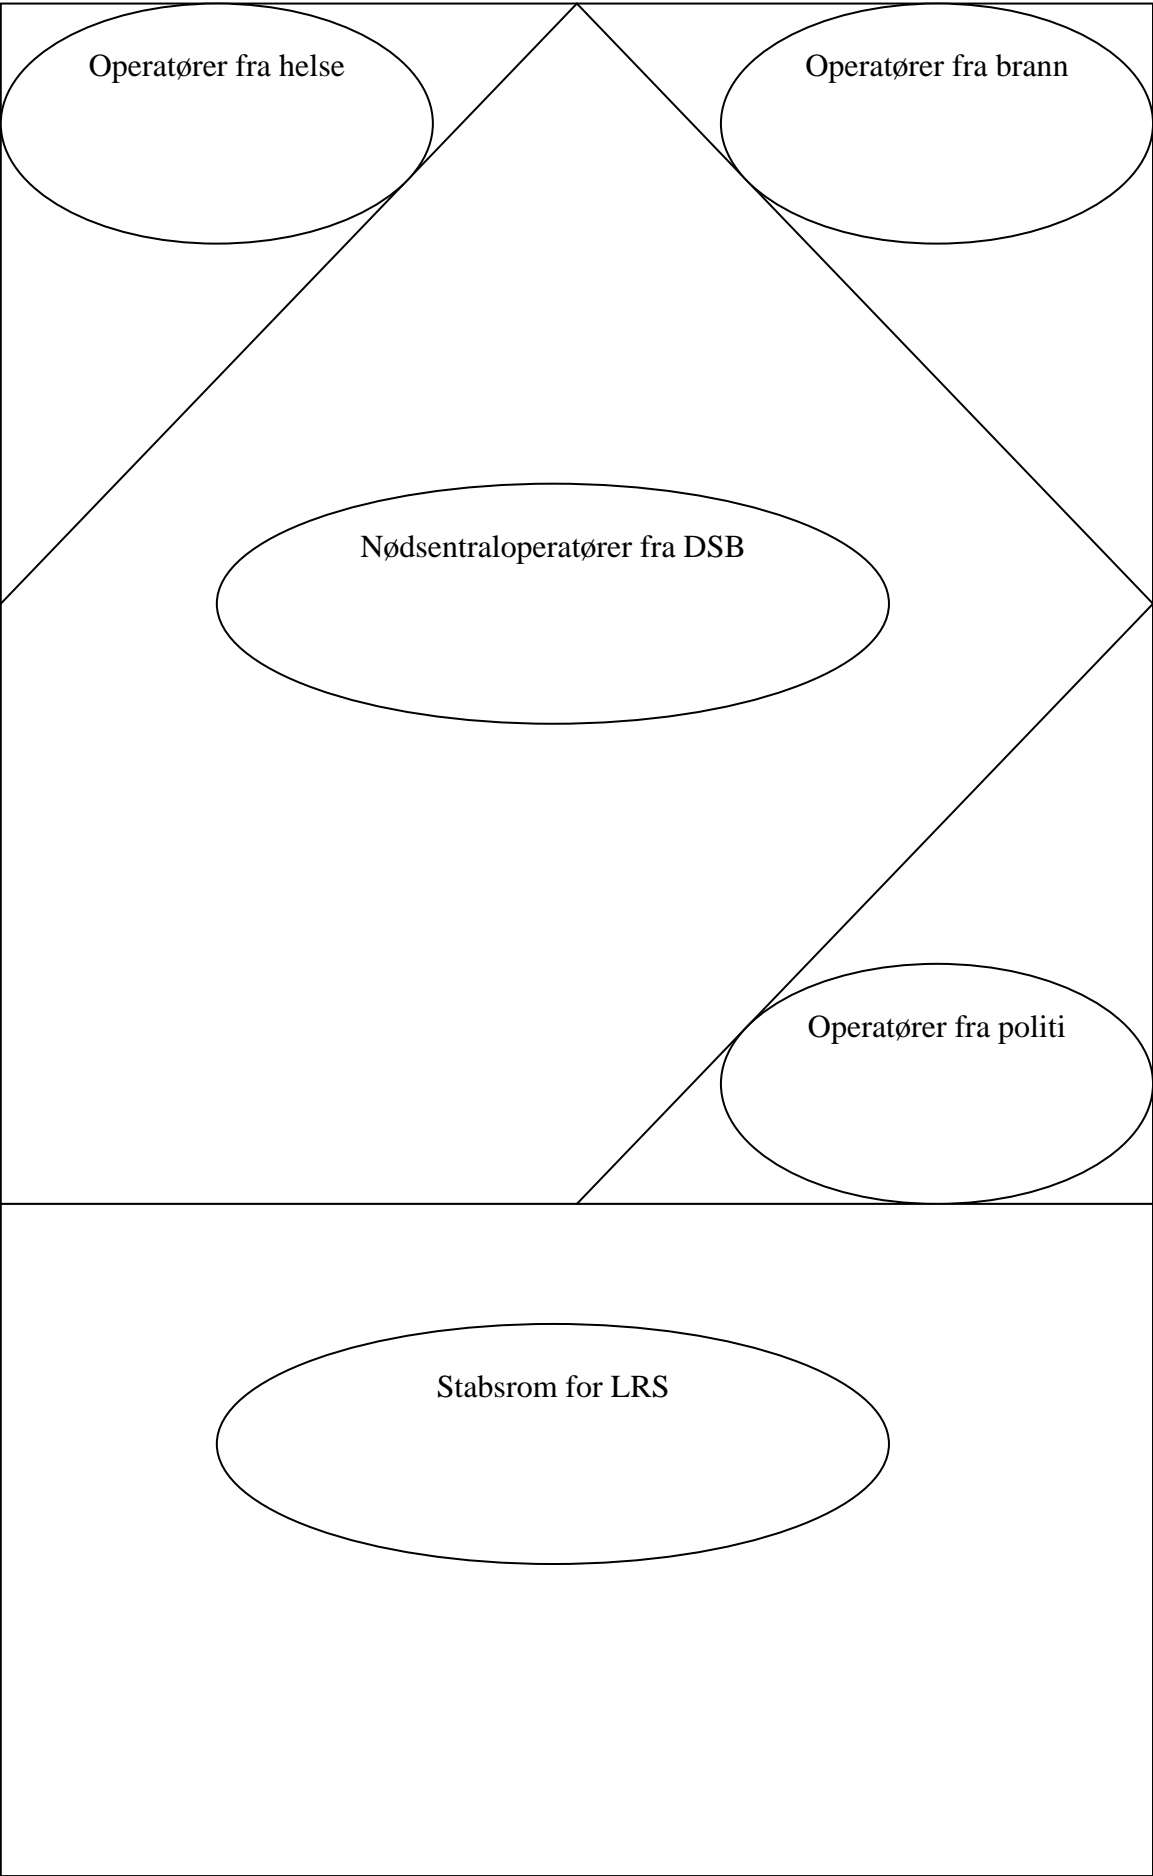 Operatører fra helse
Operatører fra brann
Nødsentraloperatører fra DSB
Operatører fra politi
Stabsrom for LRS